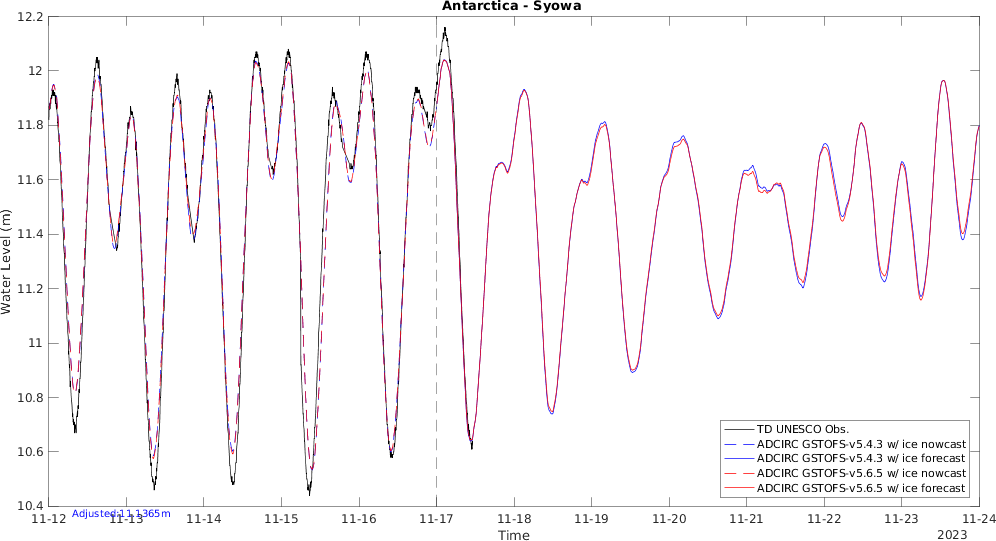 Antarctica - Syowa
12.2
12
11.8
11.6
11.4
11.2
11
10.8
10.6
10.4
Water Level (m)
TD UNESCO Obs.
ADCIRC GSTOFS-v5.4.3 w/ ice nowcast
ADCIRC GSTOFS-v5.4.3 w/ ice forecast
ADCIRC GSTOFS-v5.6.5 w/ ice nowcast
ADCIRC GSTOFS-v5.6.5 w/ ice forecast
11-12 11-13 11-14 11-15 11-16 11-17 11-18 11-19 11-20 11-21 11-22 11-23 11-24
Adjusted:11.1365m
Time
2023